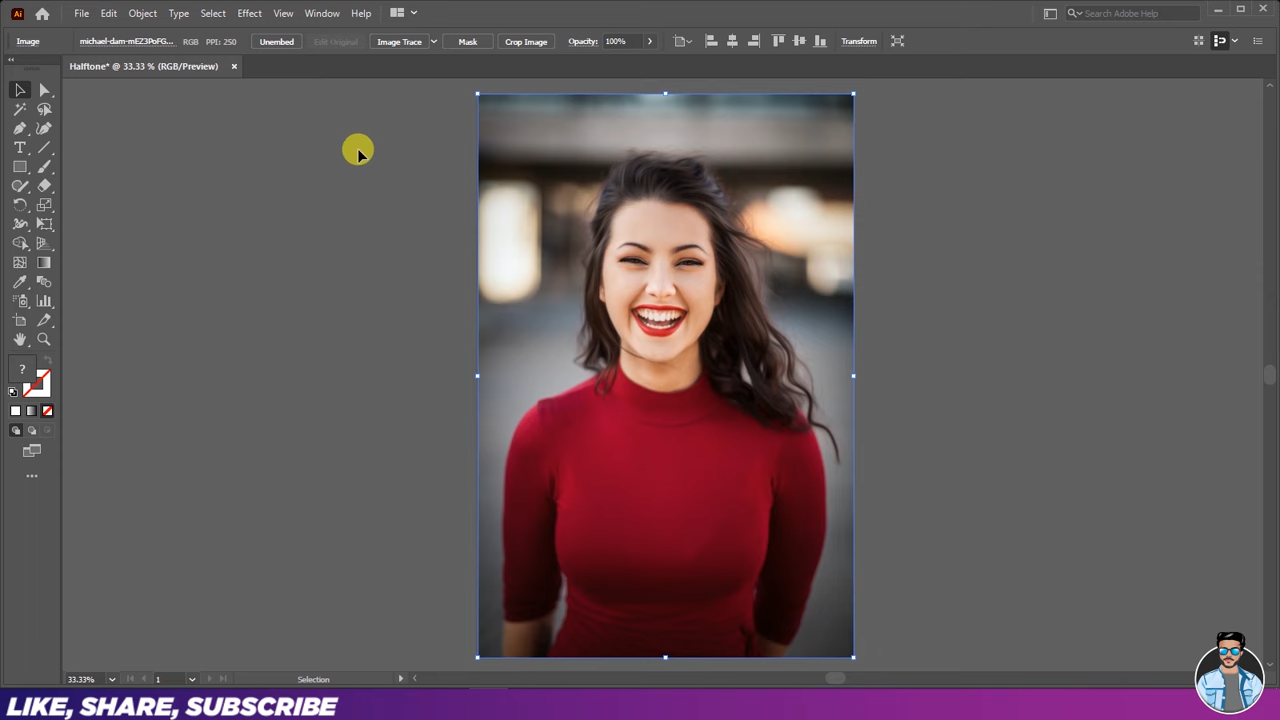 Ai File Edit Object Type Select Effect View Window Help Search Adobe Help
Image michael-dam-mEZ3PoFG... RGB PPI: 250 Unembed Edit Original Image Trace Mask Crop Image Opacity: 100% Transform
Halftone* @ 33.33 % (RGB/Preview) ×
T
?
33.33% 1 Selection
LIKE, SHARE, SUBSCRIBE